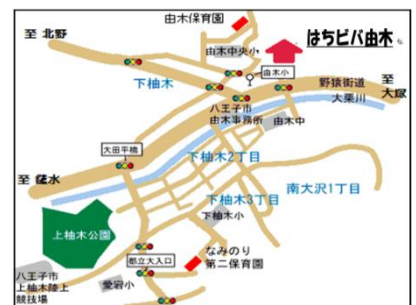 由木保育園
はちビバ由木
至 北野
由木中央小
由木小
下柚木
野猿街道
至
大塚
大栗川
八王子市
由木事務所
由木中
大田平橋
下柚木2丁目
至 鑓水
南大沢1丁目
下柚木3丁目
下柚木小
上柚木公園
都立大入口
なみのり
第二保育園
八王子市
上柚木陸上
競技場
愛宕小